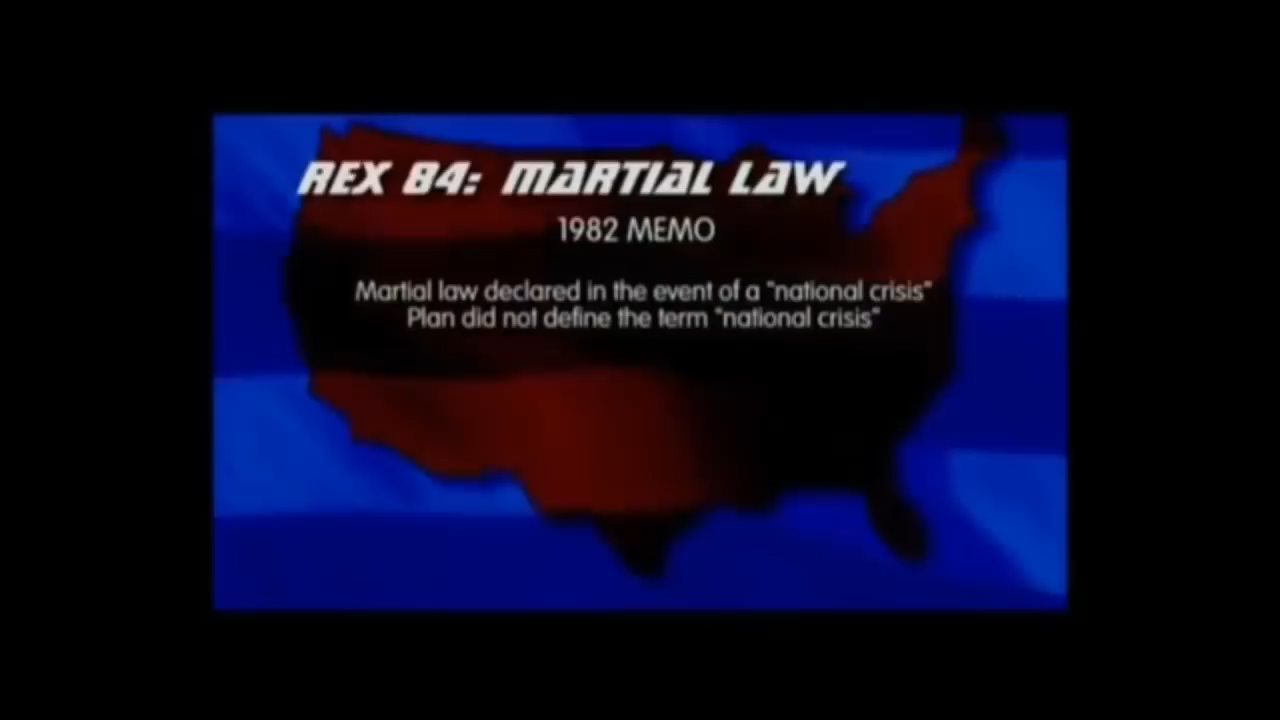 REX 84: MARTIAL LAW
1982 MEMO
Martial law declared in the event of a "national crisis"
Plan did not define the term "national crisis"